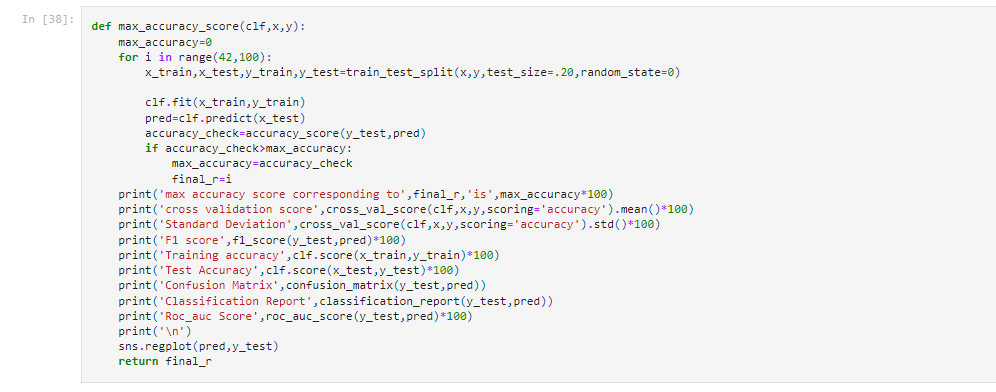 In [38]:
def max_accuracy_score(clf,x,y):
    max_accuracy=0
    for i in range(42,100):
        x_train,x_test,y_train,y_test=train_test_split(x,y,test_size=.20,random_state=0)

        clf.fit(x_train,y_train)
        pred=clf.predict(x_test)
        accuracy_check=accuracy_score(y_test,pred)
        if accuracy_check>max_accuracy:
            max_accuracy=accuracy_check
            final_r=i
    print('max accuracy score corresponding to',final_r,'is',max_accuracy*100)
    print('cross validation score',cross_val_score(clf,x,y,scoring='accuracy').mean()*100)
    print('Standard Deviation',cross_val_score(clf,x,y,scoring='accuracy').std()*100)
    print('F1 score',f1_score(y_test,pred)*100)
    print('Training accuracy',clf.score(x_train,y_train)*100)
    print('Test Accuracy',clf.score(x_test,y_test)*100)
    print('Confusion Matrix',confusion_matrix(y_test,pred))
    print('Classification Report',classification_report(y_test,pred))
    print('Roc_auc Score',roc_auc_score(y_test,pred)*100)
    print('\n')
    sns.regplot(pred,y_test)
    return final_r